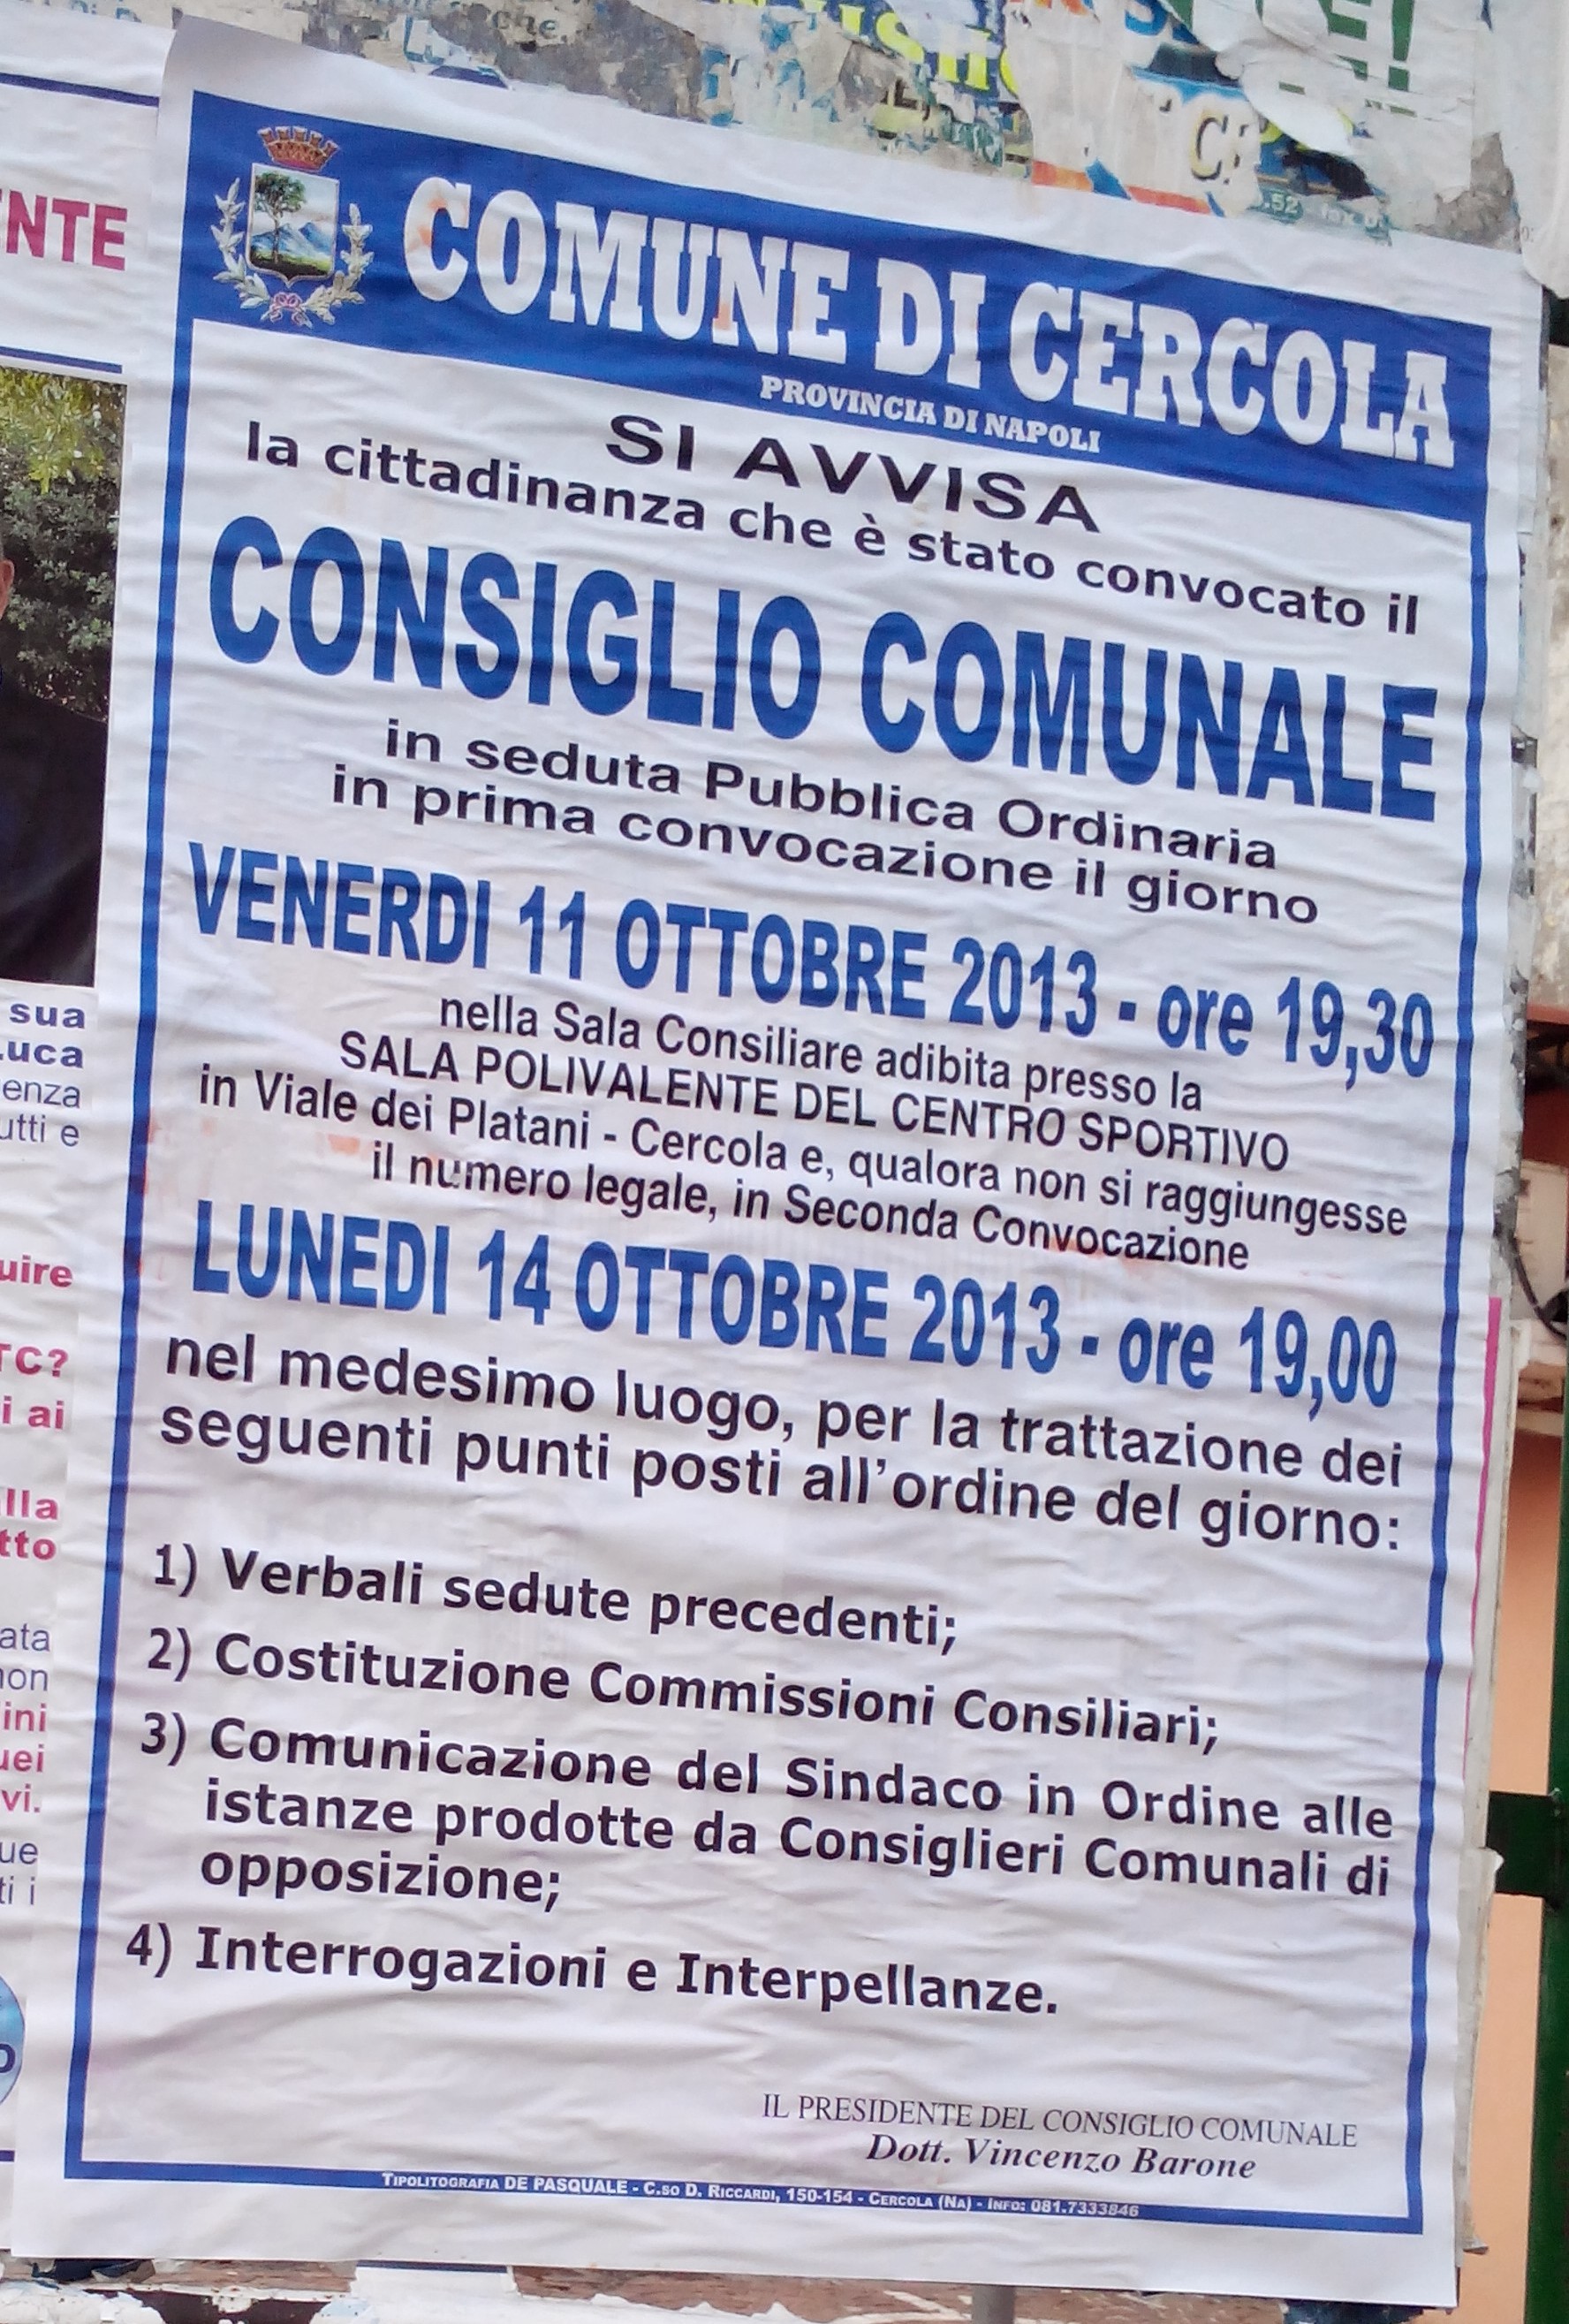 COMUNE DI CERCOLA
PROVINCIA DI NAPOLI
SI AVVISA
la cittadinanza che è stato convocato il
CONSIGLIO COMUNALE
in seduta Pubblica Ordinaria
in prima convocazione il giorno
VENERDI 11 OTTOBRE 2013 - ore 19,30
nella Sala Consiliare adibita presso la
SALA POLIVALENTE DEL CENTRO SPORTIVO
in Viale dei Platani - Cercola e, qualora non si raggiungesse
il numero legale, in Seconda Convocazione
LUNEDI 14 OTTOBRE 2013 - ore 19,00
nel medesimo luogo, per la trattazione dei
seguenti punti posti all'ordine del giorno:
1) Verbali sedute precedenti;
2) Costituzione Commissioni Consiliari;
3) Comunicazione del Sindaco in Ordine alle
istanze prodotte da Consiglieri Comunali di
opposizione;
4) Interrogazioni e Interpellanze.
IL PRESIDENTE DEL CONSIGLIO COMUNALE
Dott. Vincenzo Barone
TIPOLITOGRAFIA DE PASQUALE - C.SO D. RICCARDI, 150-154 - CERCOLA (NA) - INFO: 081.7333846
NTE
sua
uca
enza
utti e
uire
TC?
i ai
lla
tto
ata
non
ini
uei
vi.
ue
ti i